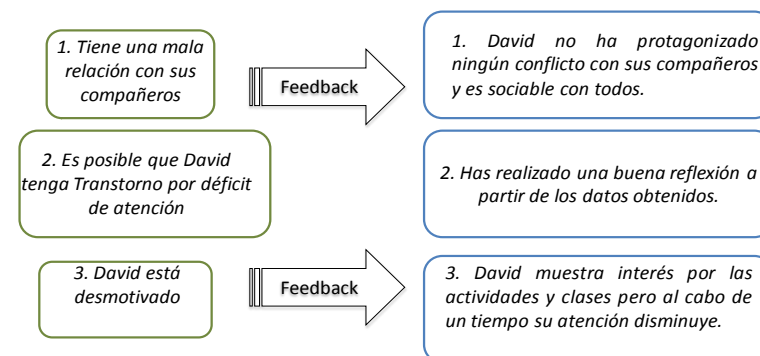 1. Tiene una mala
relación con sus
compañeros
Feedback
1. David no ha protagonizado
ningún conflicto con sus compañeros
y es sociable con todos.
2. Es posible que David
tenga Transtorno por déficit
de atención
2. Has realizado una buena reflexión a
partir de los datos obtenidos.
3. David está
desmotivado
Feedback
3. David muestra interés por las
actividades y clases pero al cabo de
un tiempo su atención disminuye.